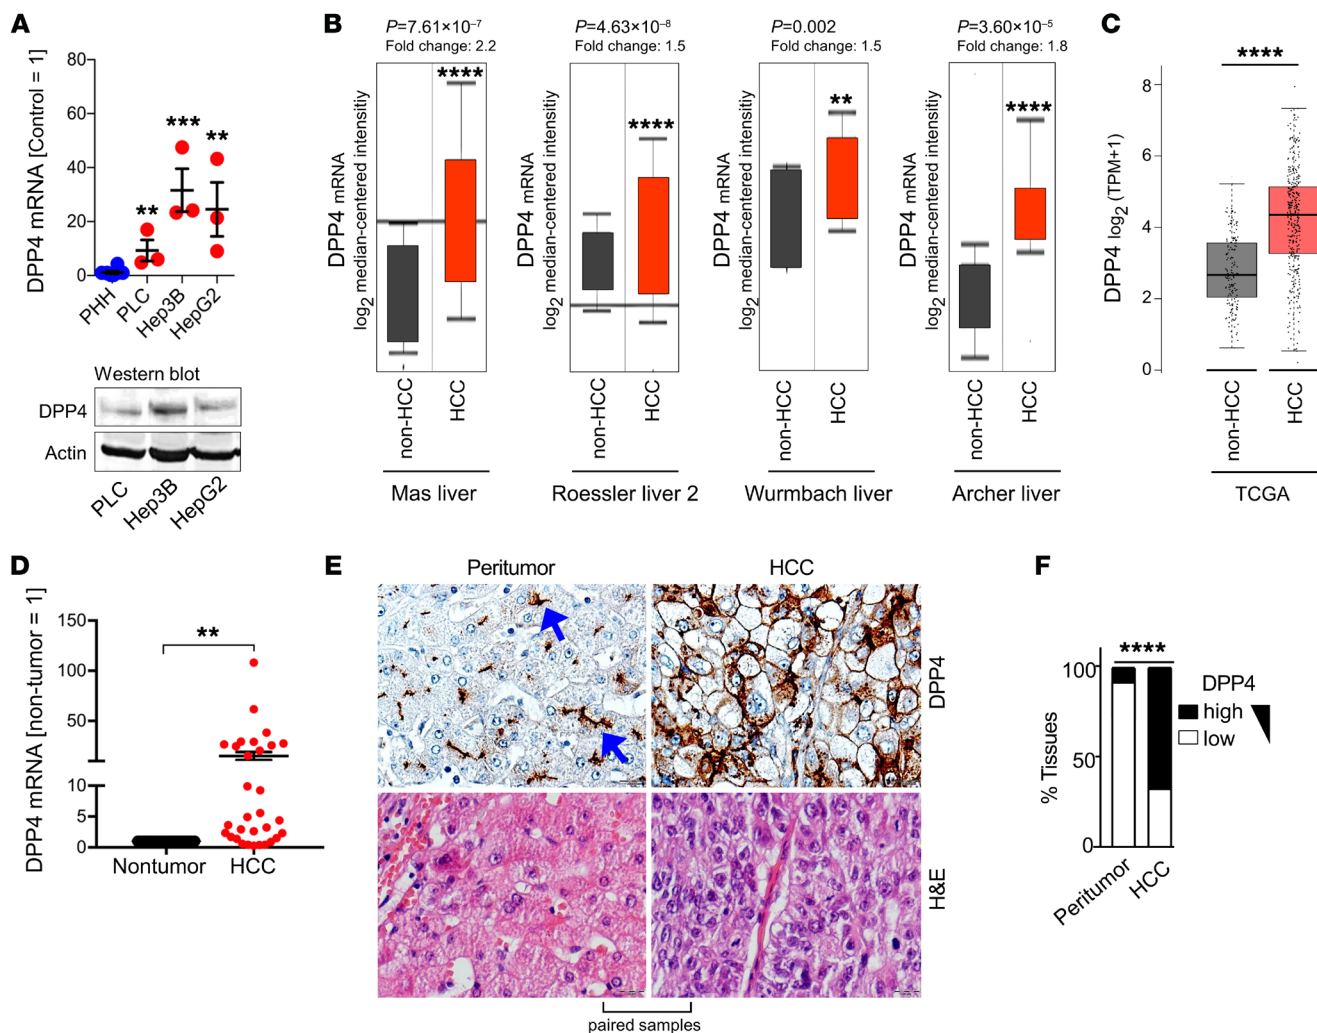 A
DPP4 mRNA [Control = 1]
80
60
40
20
0
**
***
**
PHH
PLC
Hep3B
HepG2
Western blot
DPP4
Actin
PLC
Hep3B
HepG2
B
P=7.61×10⁻⁷
Fold change: 2.2
DPP4 mRNA
log₂ median-centered intensitiy
****
non-HCC
HCC
Mas liver
P=4.63×10⁻⁸
Fold change: 1.5
DPP4 mRNA
log₂ median-centered intensitiy
****
non-HCC
HCC
Roessler liver 2
P=0.002
Fold change: 1.5
DPP4 mRNA
log₂ median-centered intensitiy
**
non-HCC
HCC
Wurmbach liver
P=3.60×10⁻⁵
Fold change: 1.8
DPP4 mRNA
log₂ median-centered intensitiy
****
non-HCC
HCC
Archer liver
C
****
DPP4 log₂ (TPM+1)
8
6
4
2
0
non-HCC
HCC
TCGA
D
DPP4 mRNA [non-tumor = 1]
150
100
50
10
5
0
**
Nontumor
HCC
E
Peritumor
HCC
DPP4
H&E
paired samples
F
****
% Tissues
100
50
0
Peritumor
HCC
DPP4
high
low